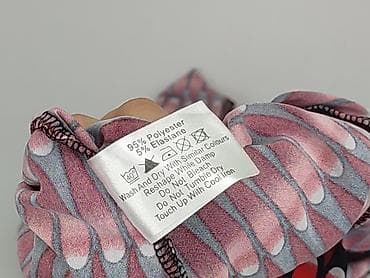 95% Polyester
5% Elastane
40
Wash And Dry With Similar Colours
Reshape While Damp
Do Not Bleach
Do Not Tumble Dry
Touch Up With Cool Iron